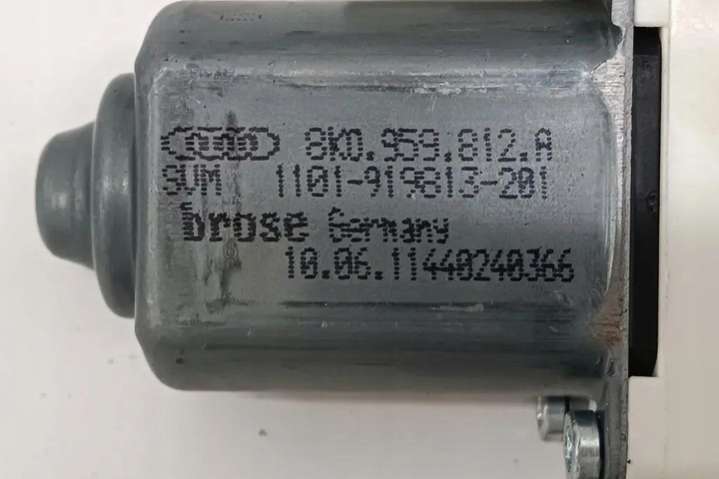 8K0.959.812.A
SVM 1101-919813-201
brose Germany
10.06.11440240366